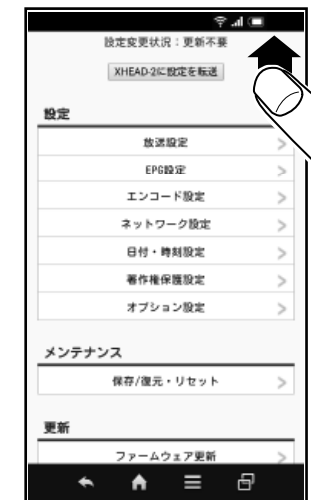 設定変更状況：更新不要
XHEAD-2に設定を転送
設定
放送設定
EPG設定
エンコード設定
ネットワーク設定
日付・時刻設定
著作権保護設定
オプション設定
メンテナンス
保存/復元・リセット
更新
ファームウェア更新